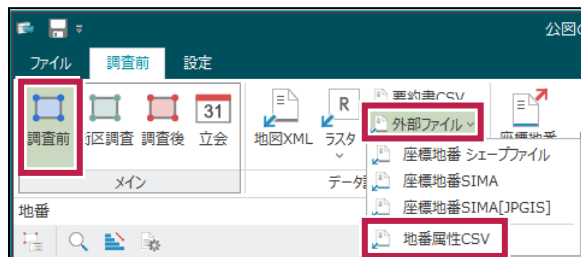 公図
ファイル 調査前 設定
調査前 街区調査 調査後 31 立会 地図XML R ラスタ 要約書CSV
外部ファイル 座標地番
座標地番 シェープファイル
メイン データ 座標地番SIMA
座標地番SIMA[JPGIS]
地番
地番属性CSV